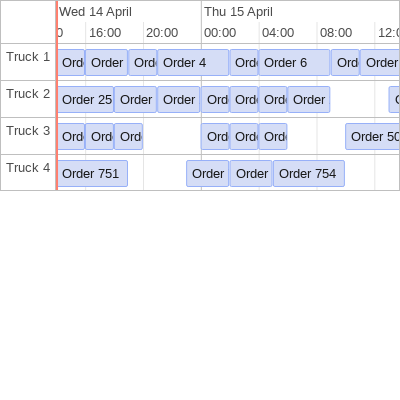 Wed 14 April Thu 15 April
0 16:00 20:00 00:00 04:00 08:00 12:0
Truck 1 Ord Order Ord Order 4 Ord Order 6 Ord Order
Truck 2 Order 25 Order Order Ord Ord Ord Order
Truck 3 Ord Ord Ord Ord Ord Ord Order 50
Truck 4 Order 751 Order Order Order 754